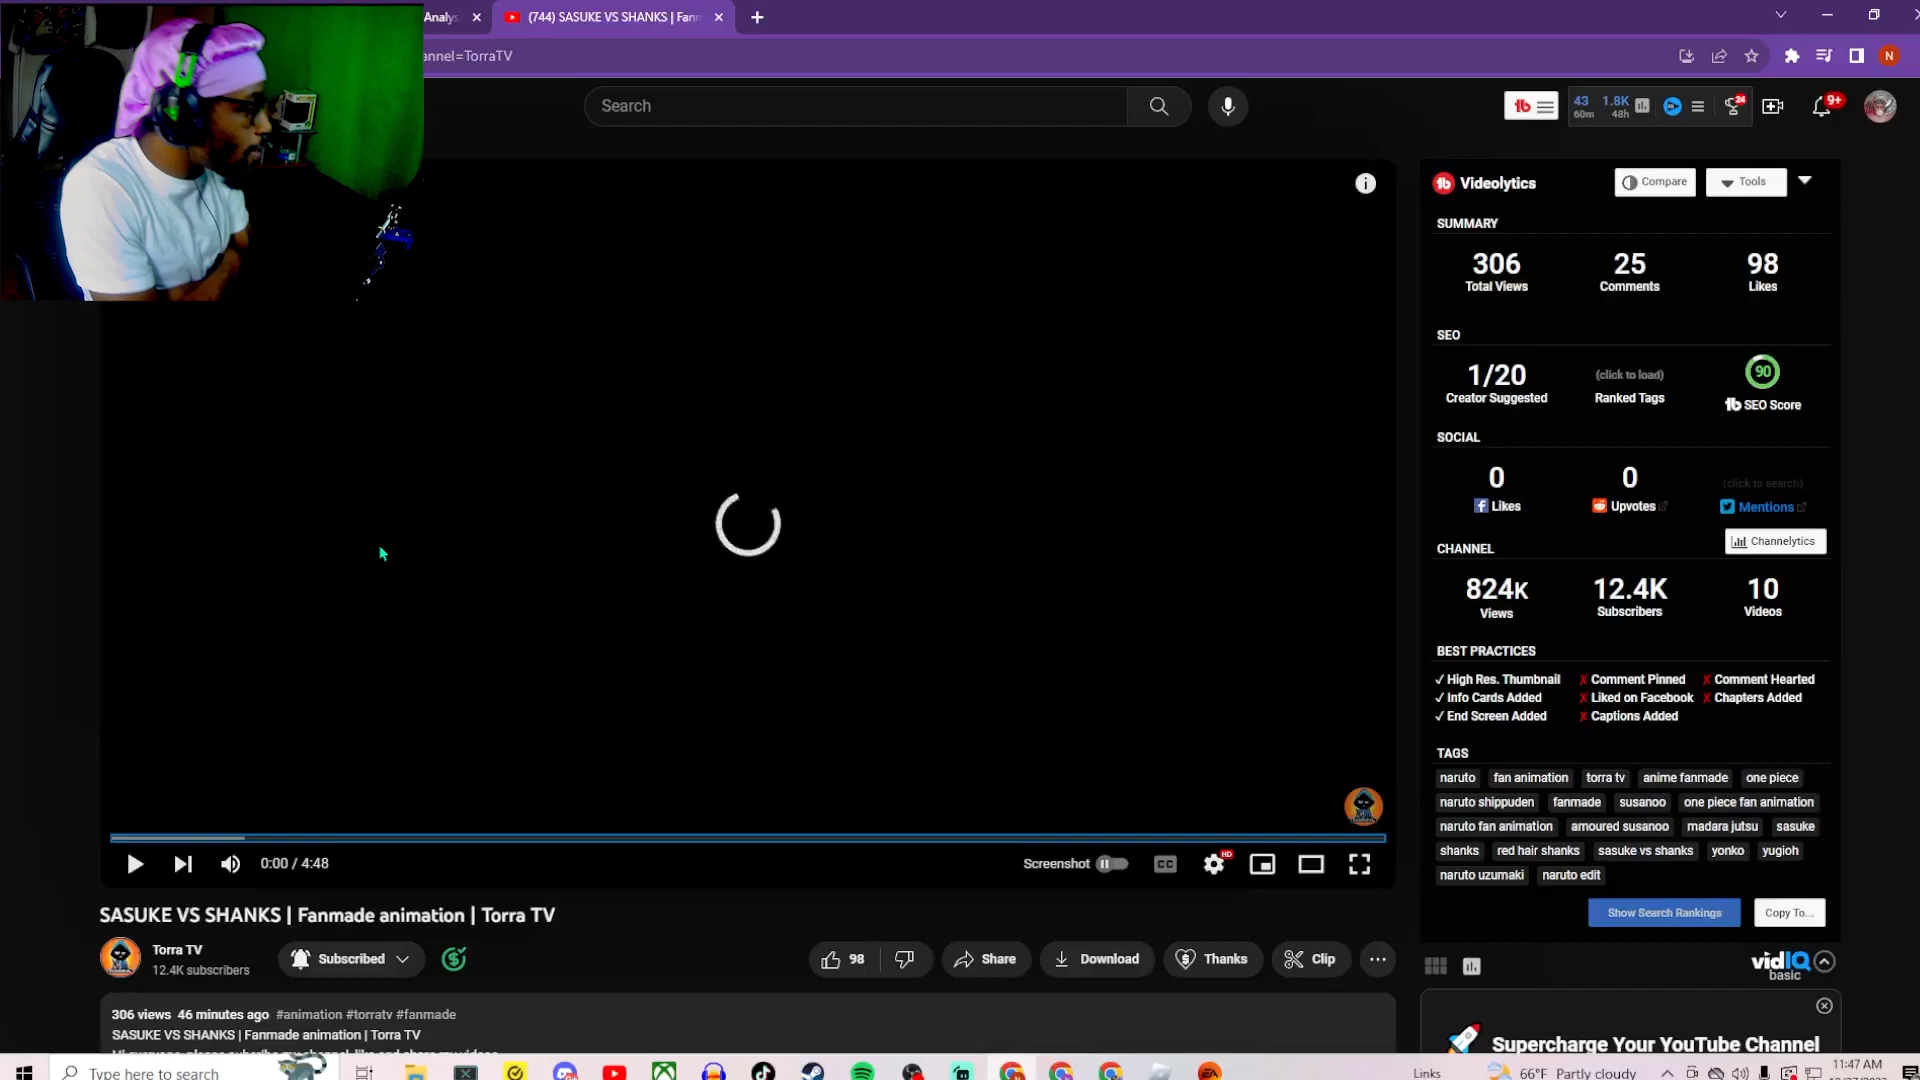 Analys
(744) SASUKE VS SHANKS | Fann
annel=TorraTV
N
Search
43 60m
1.8K 48h
24
9+
Videolytics
Compare
Tools
SUMMARY
306 25 98
Total Views Comments Likes
SEO
1/20 (click to load) 90
Creator Suggested Ranked Tags SEO Score
SOCIAL
0 0 (click to search)
Likes Upvotes Mentions
CHANNEL
Channelytics
824K 12.4K 10
Views Subscribers Videos
BEST PRACTICES
✓ High Res. Thumbnail ✗ Comment Pinned ✗ Comment Hearted
✓ Info Cards Added ✗ Liked on Facebook ✗ Chapters Added
✓ End Screen Added ✗ Captions Added
TAGS
naruto fan animation torra tv anime fanmade one piece
naruto shippuden fanmade susanoo one piece fan animation
naruto fan animation amoured susanoo madara jutsu sasuke
shanks red hair shanks sasuke vs shanks yonko yugioh
naruto uzumaki naruto edit
Show Search Rankings
Copy To...
vidIQ
basic
Supercharge Your YouTube Channel
0:00 / 4:48
Screenshot
CC
HD
SASUKE VS SHANKS | Fanmade animation | Torra TV
Torra TV
12.4K subscribers
Subscribed
98
Share
Download
Thanks
Clip
306 views 46 minutes ago #animation #torratv #fanmade
SASUKE VS SHANKS | Fanmade animation | Torra TV
Type here to search
Links
66°F Partly cloudy
11:47 AM